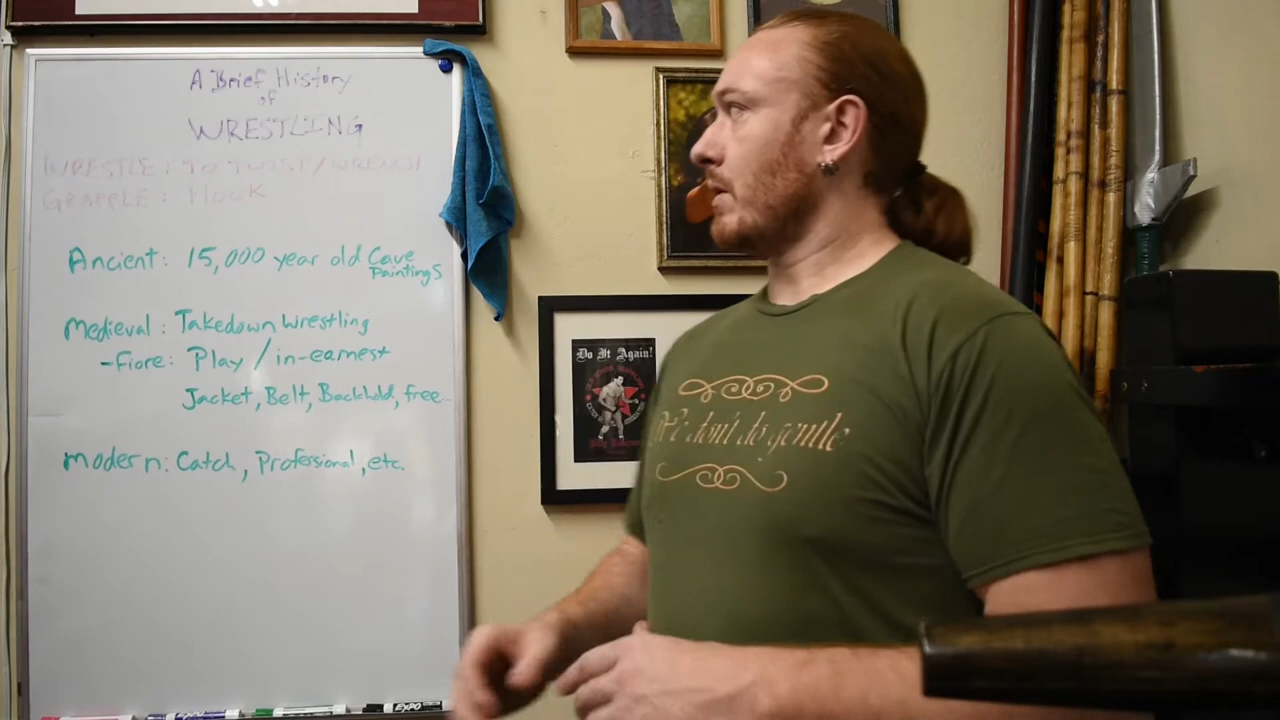 A Brief History
of
WRESTLING
WRESTLE: TO TWIST/WRENCH
GRAPPLE: HOOK
Ancient: 15,000 year old Cave
Paintings
Medieval: Takedown Wrestling
-Fiore: Play / in-earnest
Jacket, Belt, Backhold, free...
modern: Catch, Professional, etc.
Do It Again!
We don't do gentle
EXPO